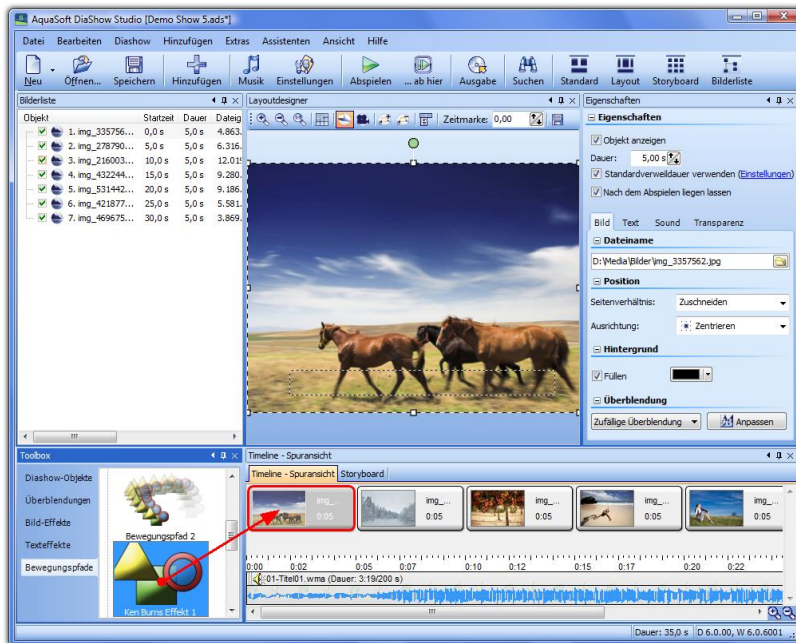 AquaSoft DiaShow Studio [Demo Show 5.ads*]
Datei Bearbeiten Diashow Hinzufügen Extras Assistenten Ansicht Hilfe
Neu Öffnen... Speichern Hinzufügen Musik Einstellungen Abspielen ... ab hier Ausgabe Suchen Standard Layout Storyboard Bilderliste
Bilderliste
Objekt Startzeit Dauer Dateig
1. img_335756... 0,0 s 5,0 s 4.863.
2. img_278790... 5,0 s 5,0 s 6.316.
3. img_216003... 10,0 s 5,0 s 12.019
4. img_432244... 15,0 s 5,0 s 9.280.
5. img_531442... 20,0 s 5,0 s 9.186.
6. img_421877... 25,0 s 5,0 s 5.581.
7. img_469675... 30,0 s 5,0 s 3.869.
Layoutdesigner
Zeitmarke: 0,00
Eigenschaften
Eigenschaften
Objekt anzeigen
Dauer: 5,00 s
Standardverweildauer verwenden (Einstellungen)
Nach dem Abspielen liegen lassen
Bild Text Sound Transparenz
Dateiname
D:\Media\Bilder\img_3357562.jpg
Position
Seitenverhältnis: Zuschneiden
Ausrichtung: Zentrieren
Hintergrund
Füllen
Überblendung
Zufällige Überblendung Anpassen
Toolbox
Diashow-Objekte
Überblendungen
Bild-Effekte
Texteffekte
Bewegungspfade
Bewegungspfad 2
Ken Burns Effekt 1
Timeline - Spuransicht
Timeline - Spuransicht Storyboard
img_... img_... img_... img_... img_...
0:05 0:05 0:05 0:05 0:05
0:00 0:02 0:05 0:07 0:10 0:12 0:15 0:17 0:20 0:22
01-Titel01.wma (Dauer: 3:19/200 s)
Dauer: 35,0 s D 6.0.00, W 6.0.6001